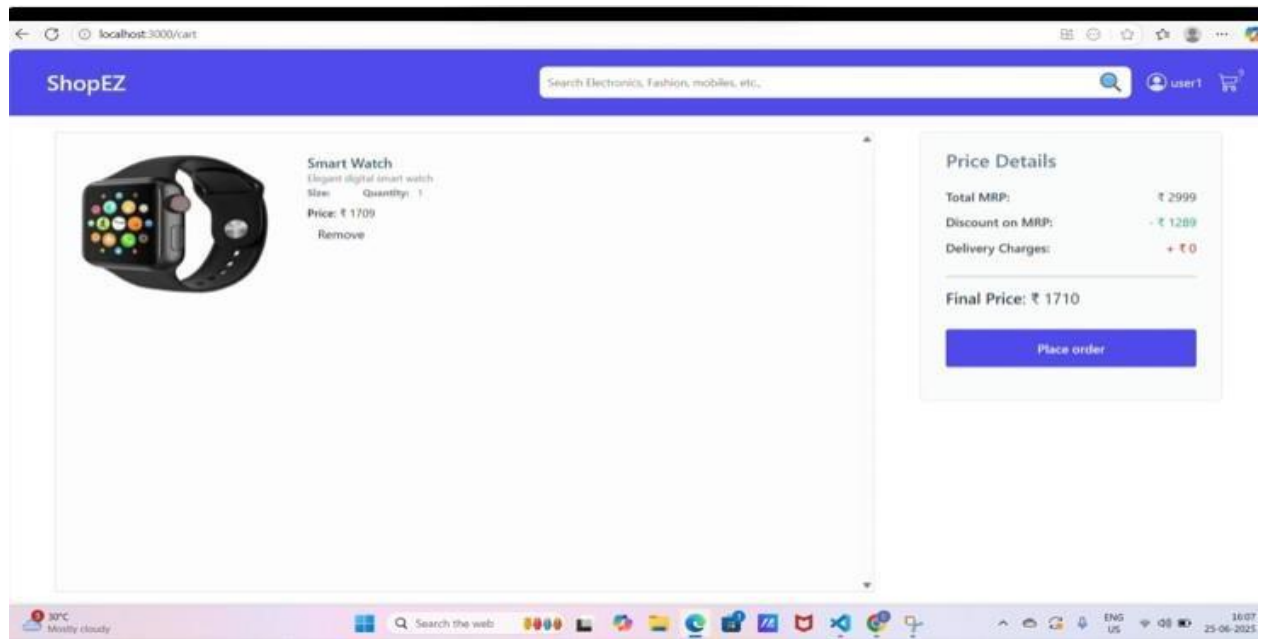 localhost:3000/cart
ShopEZ
Search Electronics, Fashion, mobiles, etc.,
user1
Smart Watch
Elegant digital smart watch
Size: Quantity: 1
Price: ₹ 1709
Remove
Price Details
Total MRP: ₹ 2999
Discount on MRP: - ₹ 1289
Delivery Charges: + ₹ 0
Final Price: ₹ 1710
Place order
30°C
Mostly cloudy
Search the web
ENG
US
16:07
25-06-2025